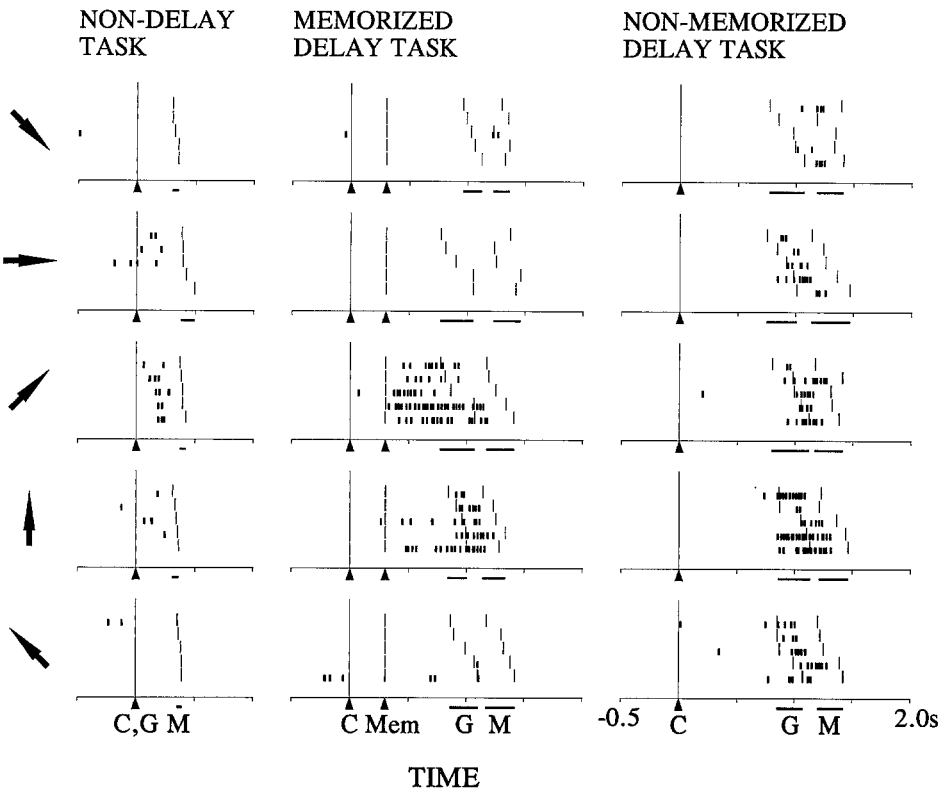 NON-DELAY TASK
MEMORIZED DELAY TASK
NON-MEMORIZED DELAY TASK
C,G M
C Mem G M
-0.5 C G M 2.0s
TIME